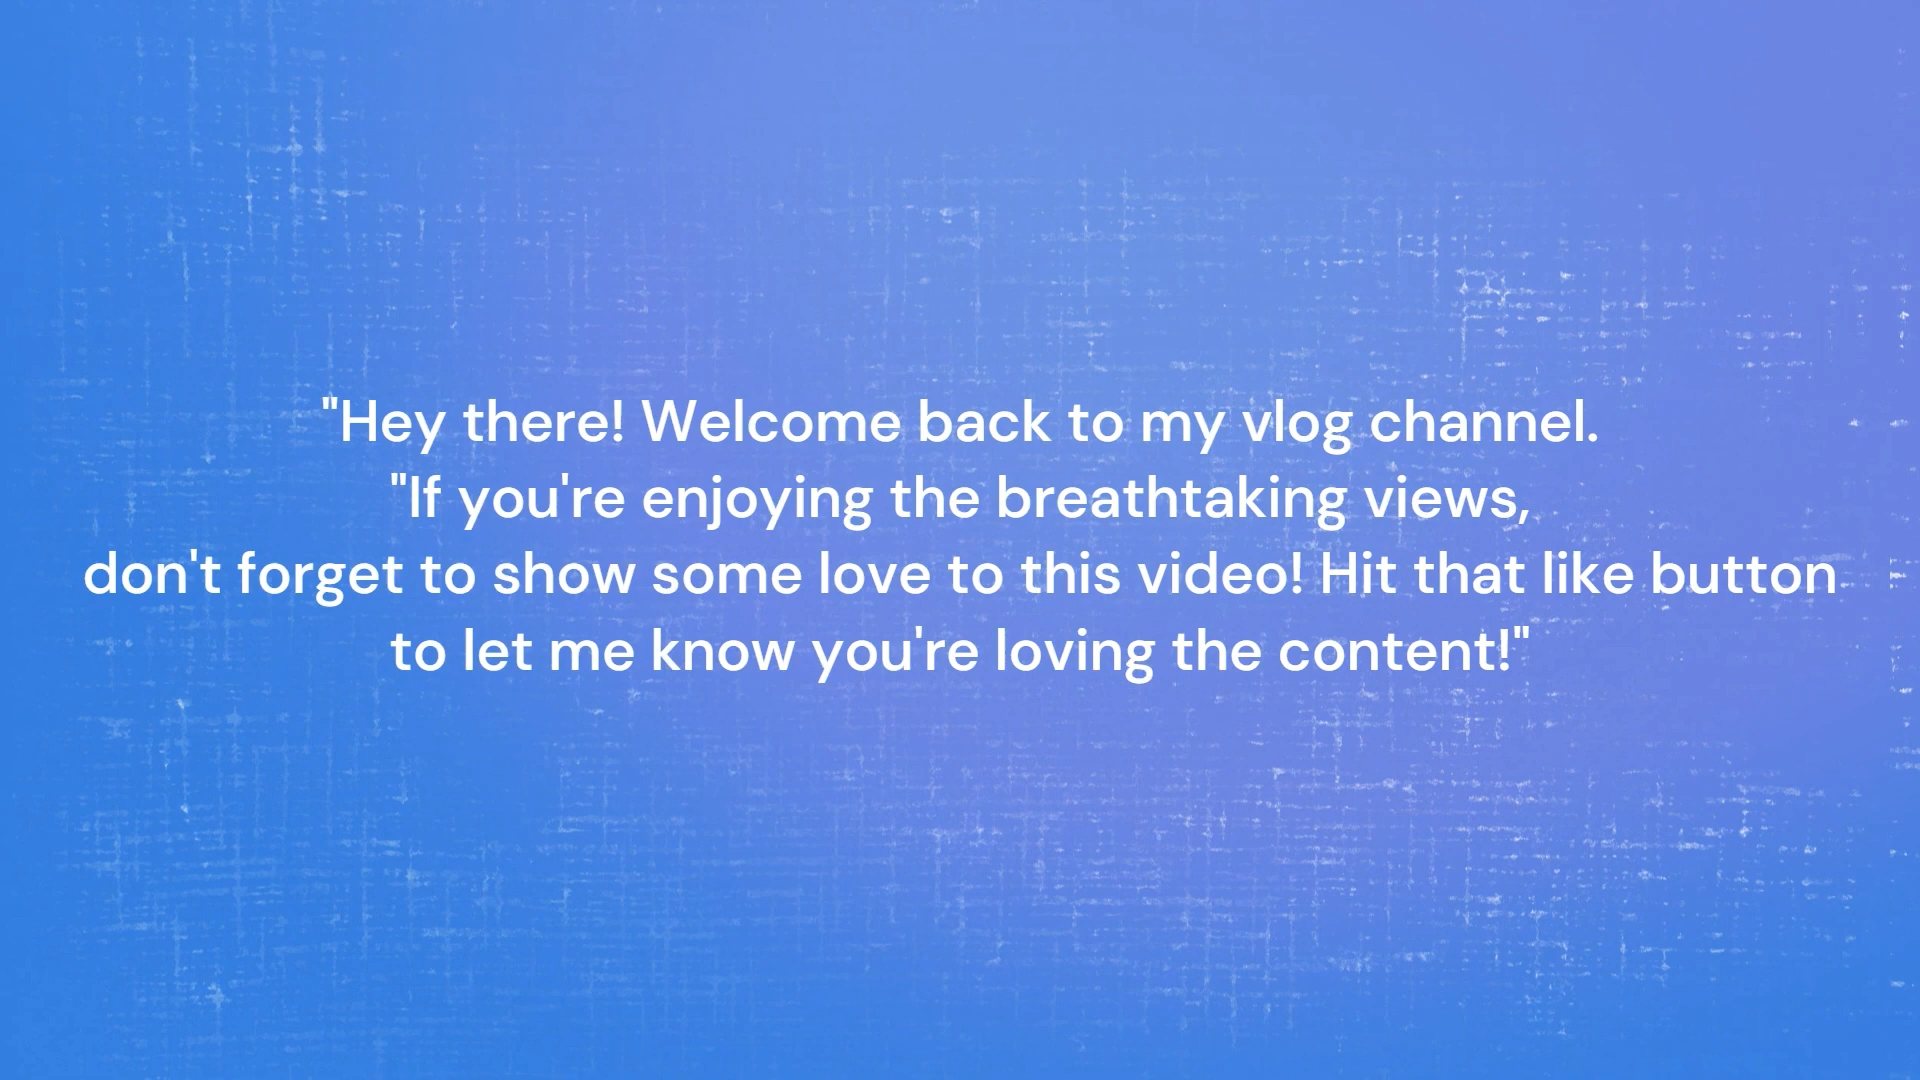 "Hey there! Welcome back to my vlog channel.
"If you're enjoying the breathtaking views,
don't forget to show some love to this video! Hit that like button
to let me know you're loving the content!"